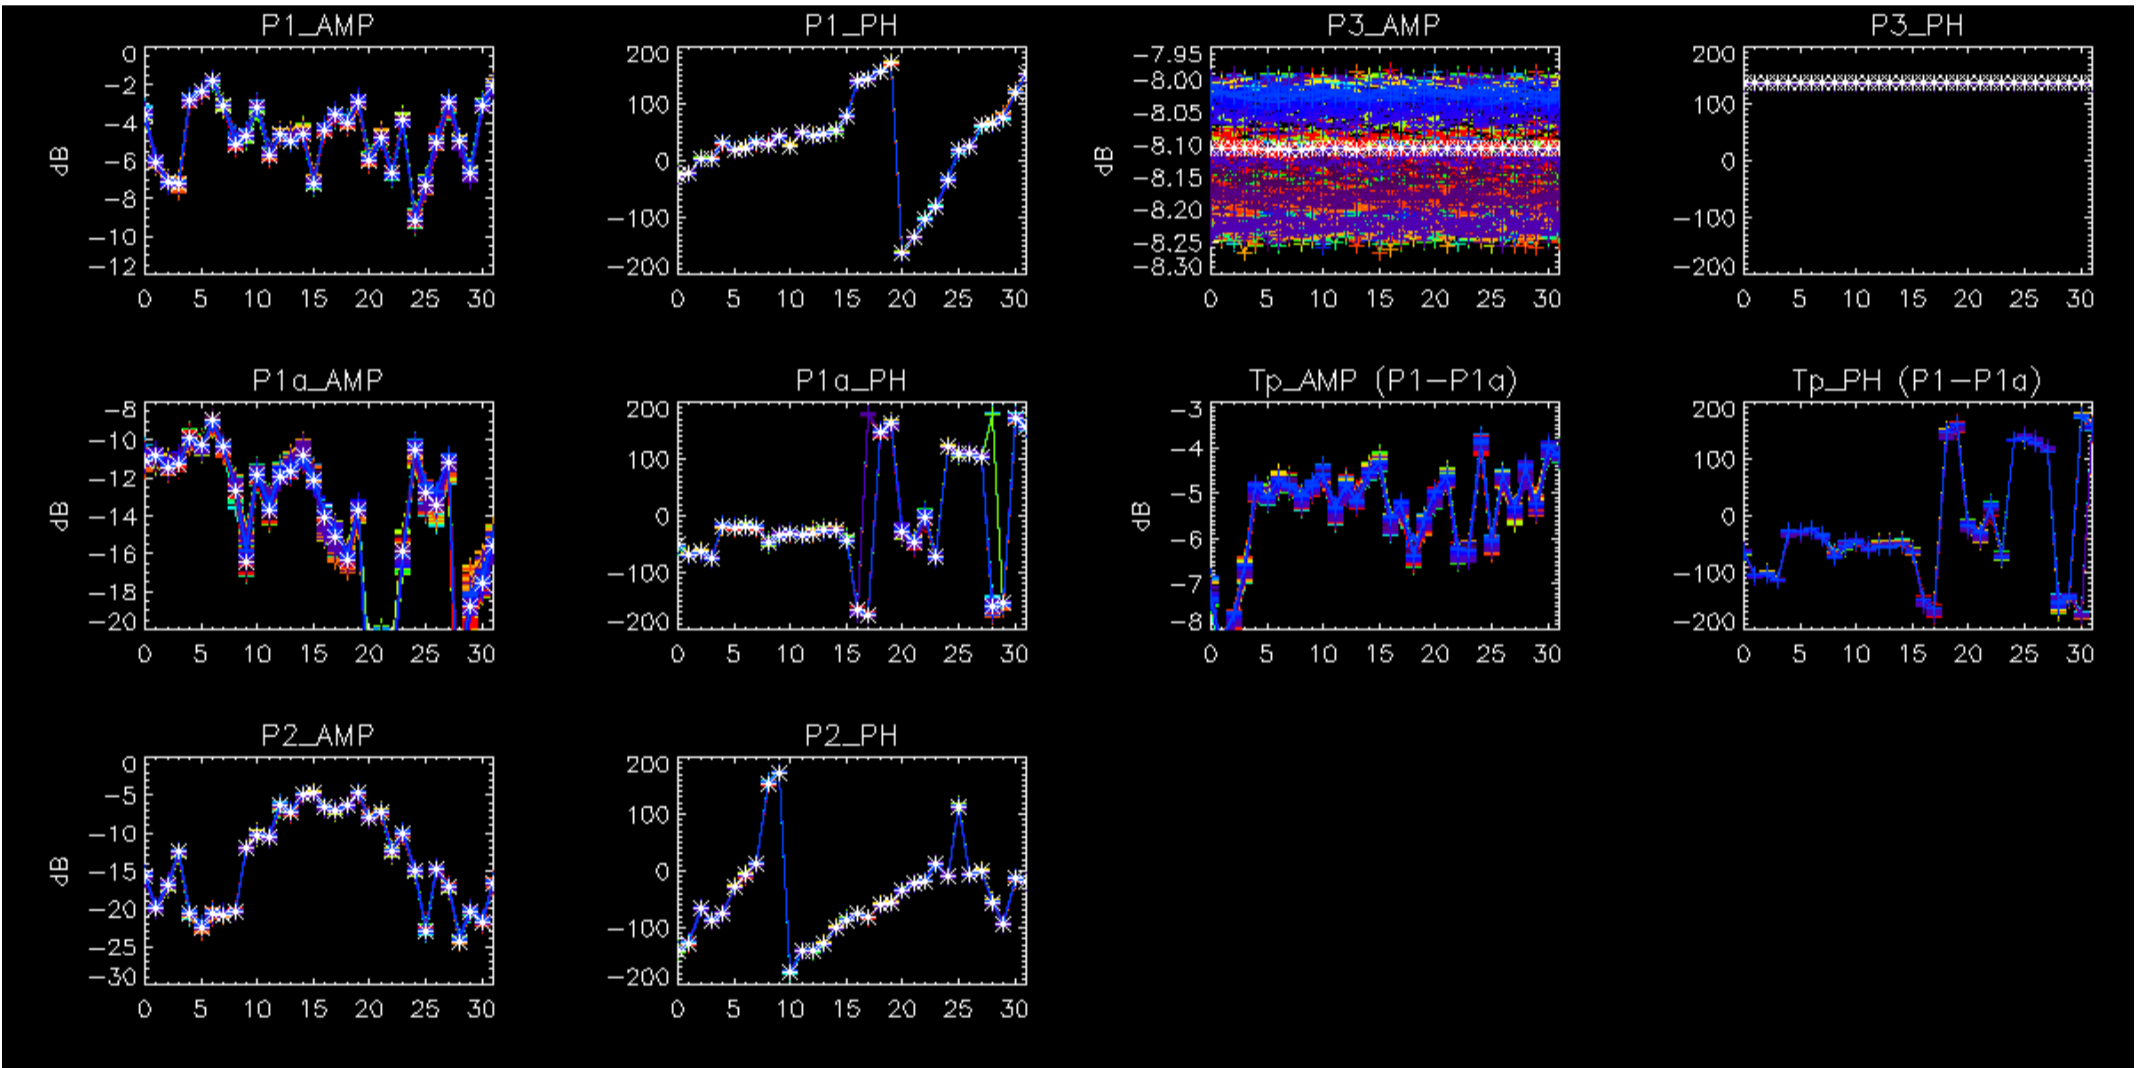 P1_AMP P1_PH P3_AMP P3_PH
0 200 −7.95 200
−2 −8.00
−4 100 −8.05 100
dB −6 0 dB −8.10 0
−8 −8.15
−10 −100 −8.20 −100
−12 −200 −8.25 −200
−8.30
0 5 10 15 20 25 30 0 5 10 15 20 25 30 0 5 10 15 20 25 30 0 5 10 15 20 25 30
P1a_AMP P1a_PH Tp_AMP (P1−P1a) Tp_PH (P1−P1a)
−8 200 −3 200
−10 100 −4 100
−12
dB −14 0 dB −5 0
−16 −100 −6 −100
−18 −7
−20 −200 −8 −200
0 5 10 15 20 25 30 0 5 10 15 20 25 30 0 5 10 15 20 25 30 0 5 10 15 20 25 30
P2_AMP P2_PH
0 200
−5 100
−10
dB −15 0
−20 −100
−25
−30 −200
0 5 10 15 20 25 30 0 5 10 15 20 25 30